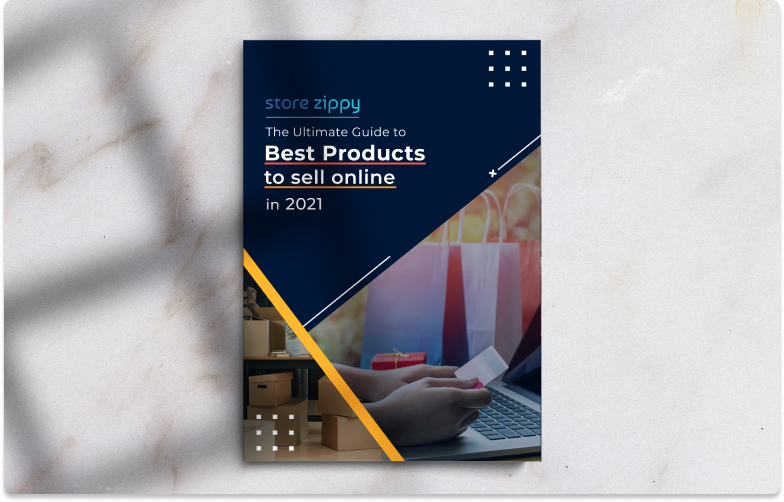 store zippy
The Ultimate Guide to
Best Products
to sell online
in 2021